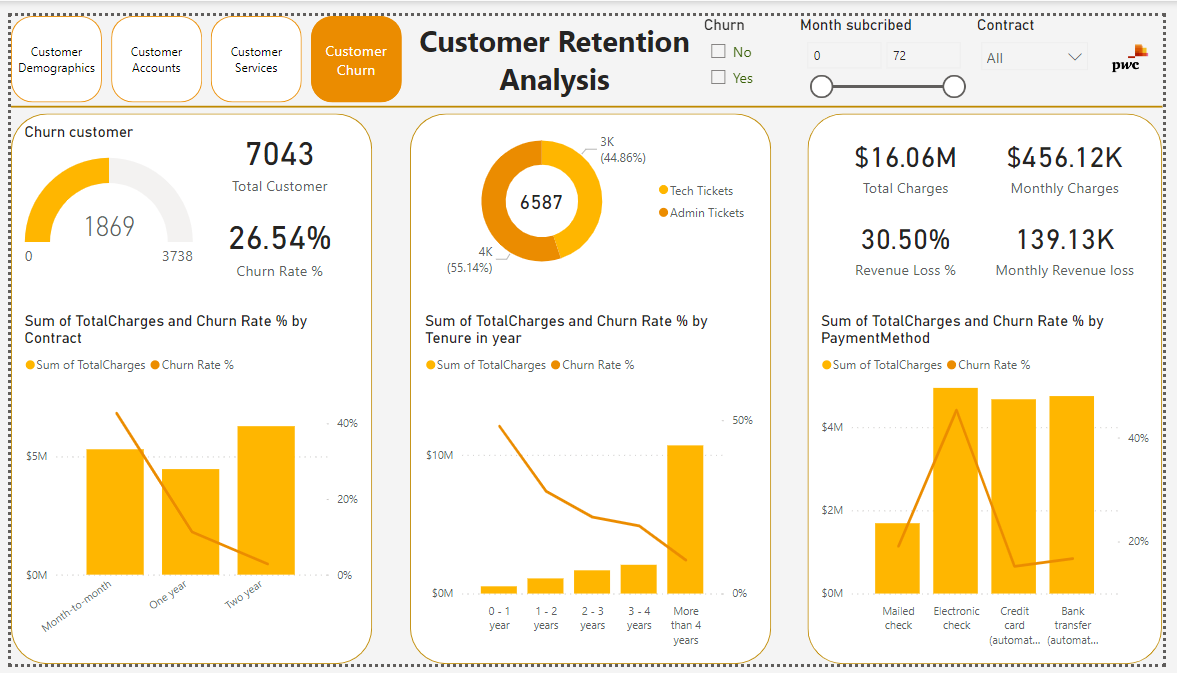 Customer
Demographics
Customer
Accounts
Customer
Services
Customer
Churn
Customer Retention
Analysis
Churn
No
Yes
Month subcribed
0
72
Contract
All
pwc
Churn customer
1869
0
3738
7043
Total Customer
26.54%
Churn Rate %
3K
(44.86%)
6587
4K
(55.14%)
Tech Tickets
Admin Tickets
$16.06M
Total Charges
$456.12K
Monthly Charges
30.50%
Revenue Loss %
139.13K
Monthly Revenue loss
Sum of TotalCharges and Churn Rate % by
Contract
Sum of TotalCharges
Churn Rate %
$5M
$0M
40%
20%
0%
Month-to-month
One year
Two year
Sum of TotalCharges and Churn Rate % by
Tenure in year
Sum of TotalCharges
Churn Rate %
$10M
$0M
50%
0%
0 - 1
year
1 - 2
years
2 - 3
years
3 - 4
years
More
than 4
years
Sum of TotalCharges and Churn Rate % by
PaymentMethod
Sum of TotalCharges
Churn Rate %
$4M
$2M
$0M
40%
20%
Mailed
check
Electronic
check
Credit
card
(automat...
Bank
transfer
(automat...